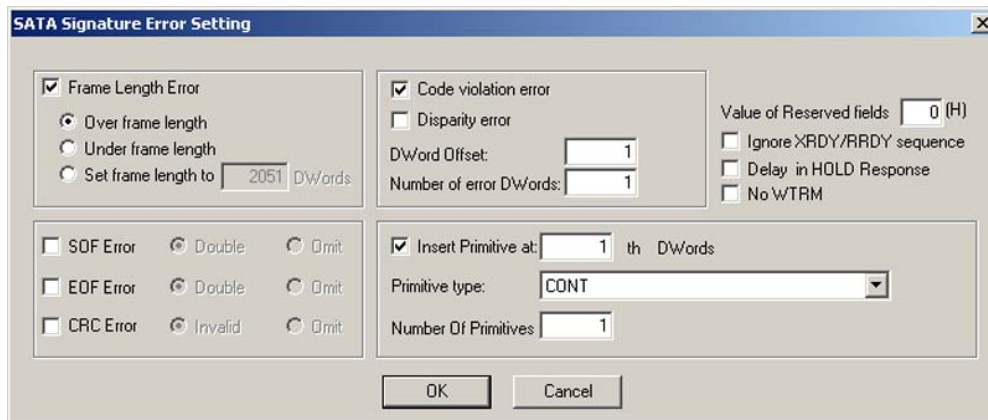 SATA Signature Error Setting
Frame Length Error
Over frame length
Under frame length
Set frame length to 2051 DWords
Code violation error
Disparity error
DWord Offset: 1
Number of error DWords: 1
Value of Reserved fields 0 (H)
Ignore XRDY/RRDY sequence
Delay in HOLD Response
No WTRM
SOF Error Double Omit
EOF Error Double Omit
CRC Error Invalid Omit
Insert Primitive at: 1 th DWords
Primitive type: CONT
Number Of Primitives 1
OK Cancel